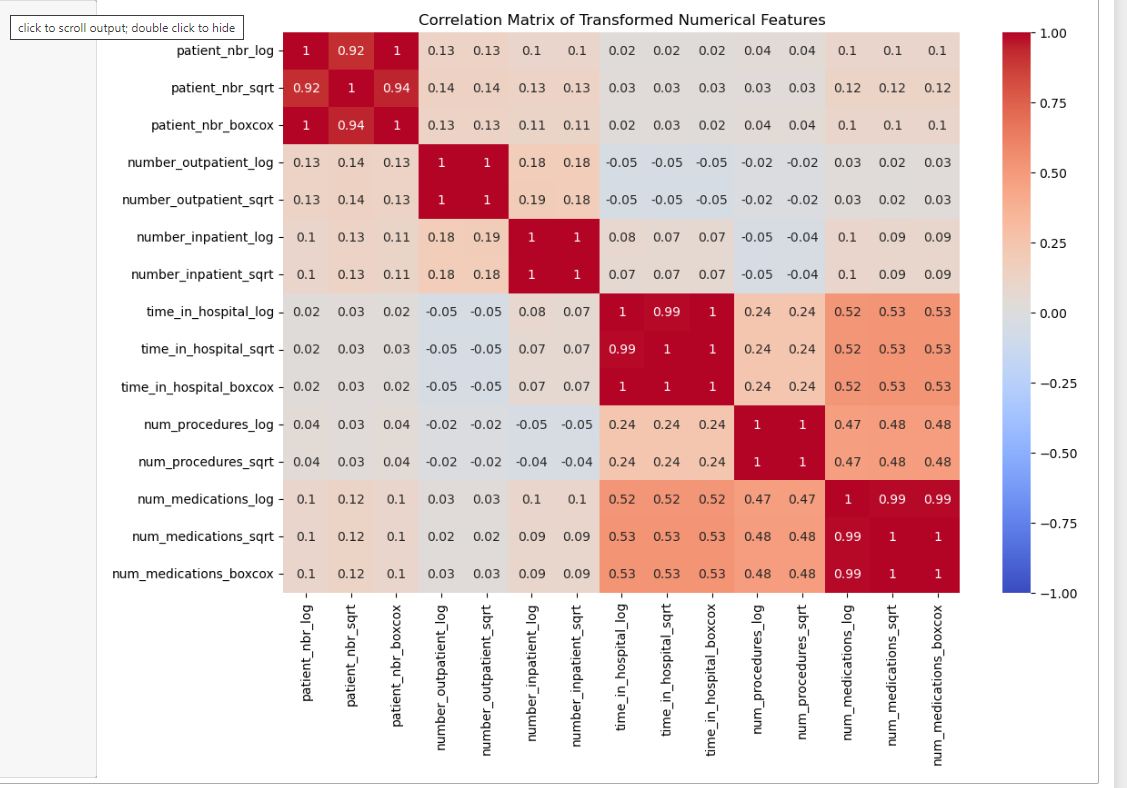 Correlation Matrix of Transformed Numerical Features
click to scroll output; double click to hide
patient_nbr_log 1 0.92 1 0.13 0.13 0.1 0.1 0.02 0.02 0.02 0.04 0.04 0.1 0.1 0.1
patient_nbr_sqrt 0.92 1 0.94 0.14 0.14 0.13 0.13 0.03 0.03 0.03 0.03 0.03 0.12 0.12 0.12
patient_nbr_boxcox 1 0.94 1 0.13 0.13 0.11 0.11 0.02 0.03 0.02 0.04 0.04 0.1 0.1 0.1
number_outpatient_log 0.13 0.14 0.13 1 1 0.18 0.18 -0.05 -0.05 -0.05 -0.02 -0.02 0.03 0.02 0.03
number_outpatient_sqrt 0.13 0.14 0.13 1 1 0.19 0.18 -0.05 -0.05 -0.05 -0.02 -0.02 0.03 0.02 0.03
number_inpatient_log 0.1 0.13 0.11 0.18 0.19 1 1 0.08 0.07 0.07 -0.05 -0.04 0.1 0.09 0.09
number_inpatient_sqrt 0.1 0.13 0.11 0.18 0.18 1 1 0.07 0.07 0.07 -0.05 -0.04 0.1 0.09 0.09
time_in_hospital_log 0.02 0.03 0.02 -0.05 -0.05 0.08 0.07 1 0.99 1 0.24 0.24 0.52 0.53 0.53
time_in_hospital_sqrt 0.02 0.03 0.03 -0.05 -0.05 0.07 0.07 0.99 1 1 0.24 0.24 0.52 0.53 0.53
time_in_hospital_boxcox 0.02 0.03 0.02 -0.05 -0.05 0.07 0.07 1 1 1 0.24 0.24 0.52 0.53 0.53
num_procedures_log 0.04 0.03 0.04 -0.02 -0.02 -0.05 -0.05 0.24 0.24 0.24 1 1 0.47 0.48 0.48
num_procedures_sqrt 0.04 0.03 0.04 -0.02 -0.02 -0.04 -0.04 0.24 0.24 0.24 1 1 0.47 0.48 0.48
num_medications_log 0.1 0.12 0.1 0.03 0.03 0.1 0.1 0.52 0.52 0.52 0.47 0.47 1 0.99 0.99
num_medications_sqrt 0.1 0.12 0.1 0.02 0.02 0.09 0.09 0.53 0.53 0.53 0.48 0.48 0.99 1 1
num_medications_boxcox 0.1 0.12 0.1 0.03 0.03 0.09 0.09 0.53 0.53 0.53 0.48 0.48 0.99 1 1
patient_nbr_log
patient_nbr_sqrt
patient_nbr_boxcox
number_outpatient_log
number_outpatient_sqrt
number_inpatient_log
number_inpatient_sqrt
time_in_hospital_log
time_in_hospital_sqrt
time_in_hospital_boxcox
num_procedures_log
num_procedures_sqrt
num_medications_log
num_medications_sqrt
num_medications_boxcox
1.00
0.75
0.50
0.25
0.00
−0.25
−0.50
−0.75
−1.00